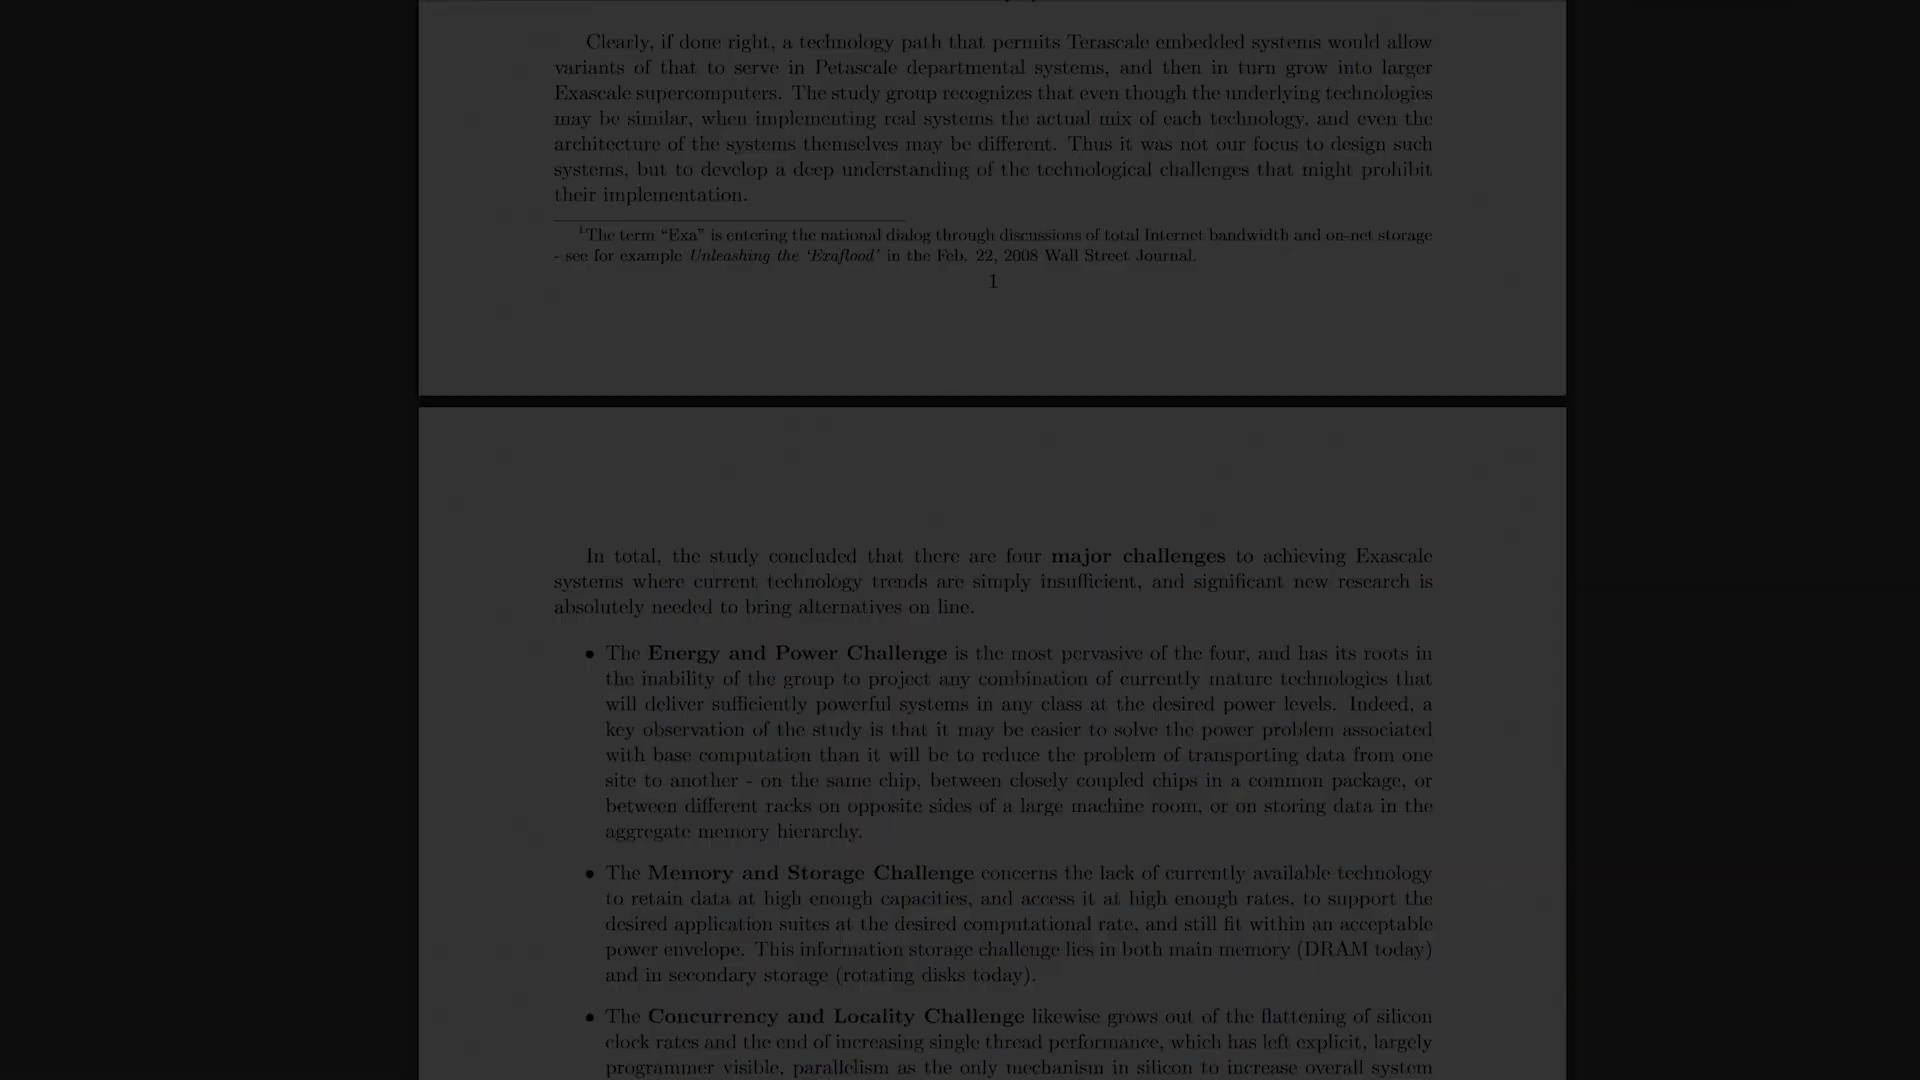 Clearly, if done right, a technology path that permits Terascale embedded systems would allow
variants of that to serve in Petascale departmental systems, and then in turn grow into larger
Exascale supercomputers. The study group recognizes that even though the underlying technologies
may be similar, when implementing real systems the actual mix of each technology, and even the
architecture of the systems themselves may be different. Thus it was not our focus to design such
systems, but to develop a deep understanding of the technological challenges that might prohibit
their implementation.
1The term “Exa” is entering the national dialog through discussions of total Internet bandwidth and on-net storage
- see for example Unleashing the ‘Exaflood’ in the Feb. 22, 2008 Wall Street Journal.
1
In total, the study concluded that there are four major challenges to achieving Exascale
systems where current technology trends are simply insufficient, and significant new research is
absolutely needed to bring alternatives on line.
• The Energy and Power Challenge is the most pervasive of the four, and has its roots in
the inability of the group to project any combination of currently mature technologies that
will deliver sufficiently powerful systems in any class at the desired power levels. Indeed, a
key observation of the study is that it may be easier to solve the power problem associated
with base computation than it will be to reduce the problem of transporting data from one
site to another - on the same chip, between closely coupled chips in a common package, or
between different racks on opposite sides of a large machine room, or on storing data in the
aggregate memory hierarchy.
• The Memory and Storage Challenge concerns the lack of currently available technology
to retain data at high enough capacities, and access it at high enough rates, to support the
desired application suites at the desired computational rate, and still fit within an acceptable
power envelope. This information storage challenge lies in both main memory (DRAM today)
and in secondary storage (rotating disks today).
• The Concurrency and Locality Challenge likewise grows out of the flattening of silicon
clock rates and the end of increasing single thread performance, which has left explicit, largely
programmer visible, parallelism as the only mechanism in silicon to increase overall system